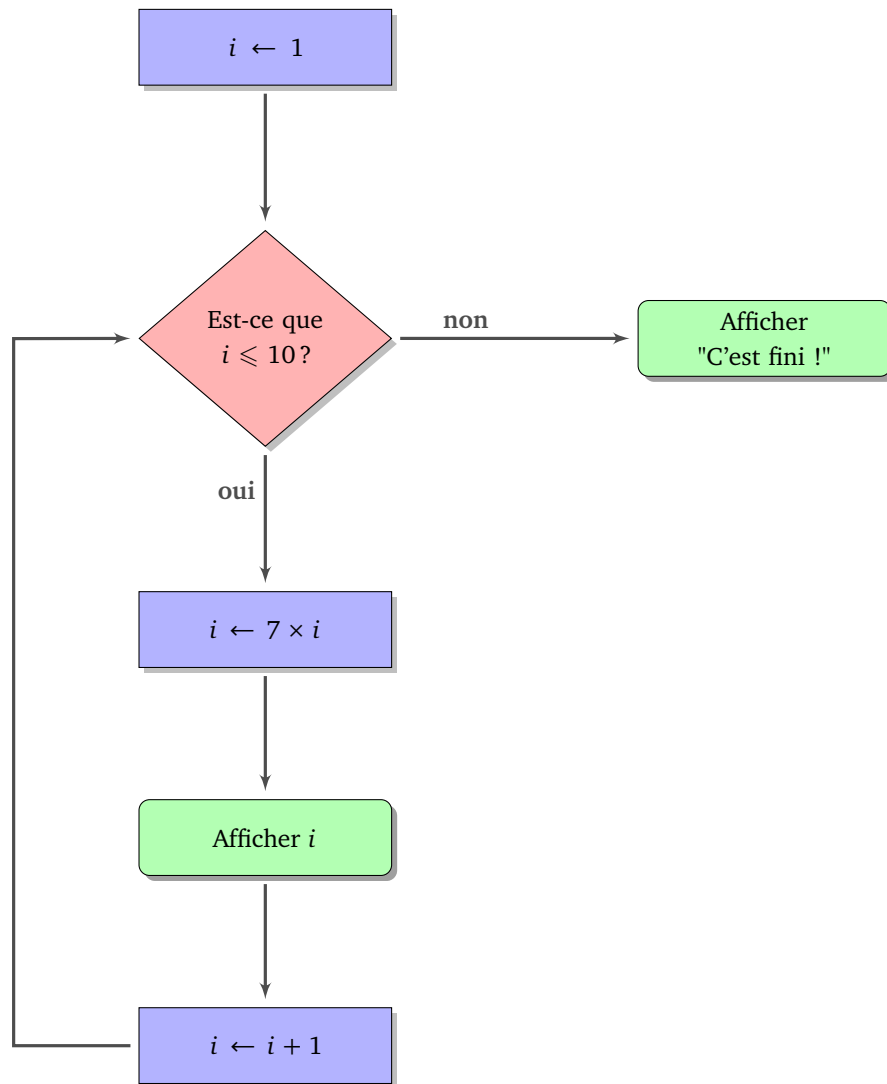 i ← 1
Est-ce que
i ⩽ 10 ?
non
Afficher
"C'est fini !"
oui
i ← 7 × i
Afficher i
i ← i + 1